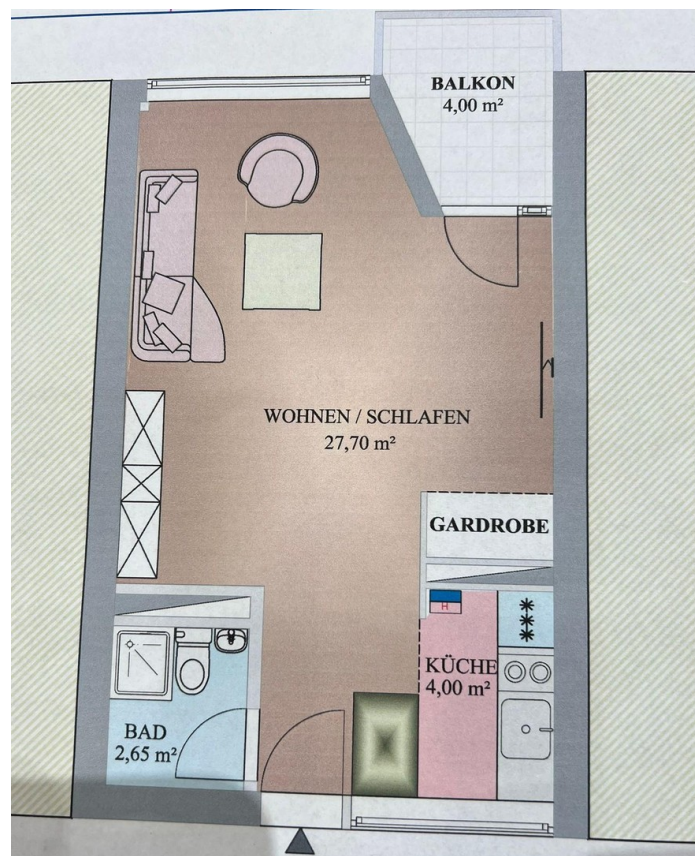 BALKON
4,00 m²
WOHNEN / SCHLAFEN
27,70 m²
GARDROBE
H
KÜCHE
4,00 m²
BAD
2,65 m²